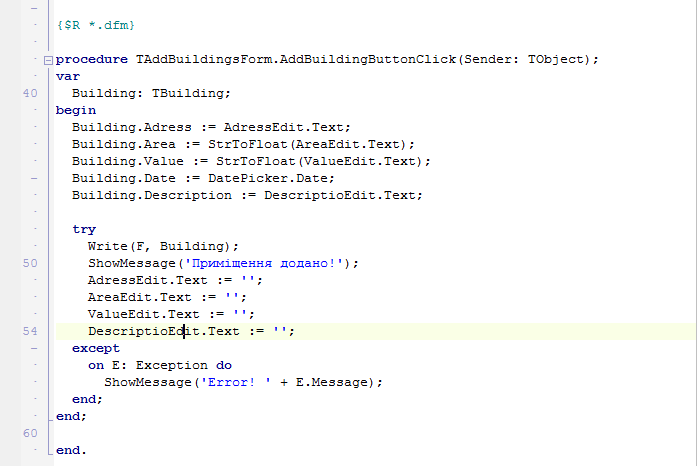 {$R *.dfm}
procedure TAddBuildingsForm.AddBuildingButtonClick(Sender: TObject);
var
40 Building: TBuilding;
begin
Building.Adress := AdressEdit.Text;
Building.Area := StrToFloat(AreaEdit.Text);
Building.Value := StrToFloat(ValueEdit.Text);
Building.Date := DatePicker.Date;
Building.Description := DescriptioEdit.Text;
try
Write(F, Building);
50 ShowMessage('Приміщення додано!');
AdressEdit.Text := '';
AreaEdit.Text := '';
ValueEdit.Text := '';
54 DescriptioEdit.Text := '';
except
on E: Exception do
ShowMessage('Error! ' + E.Message);
end;
end;
60
end.